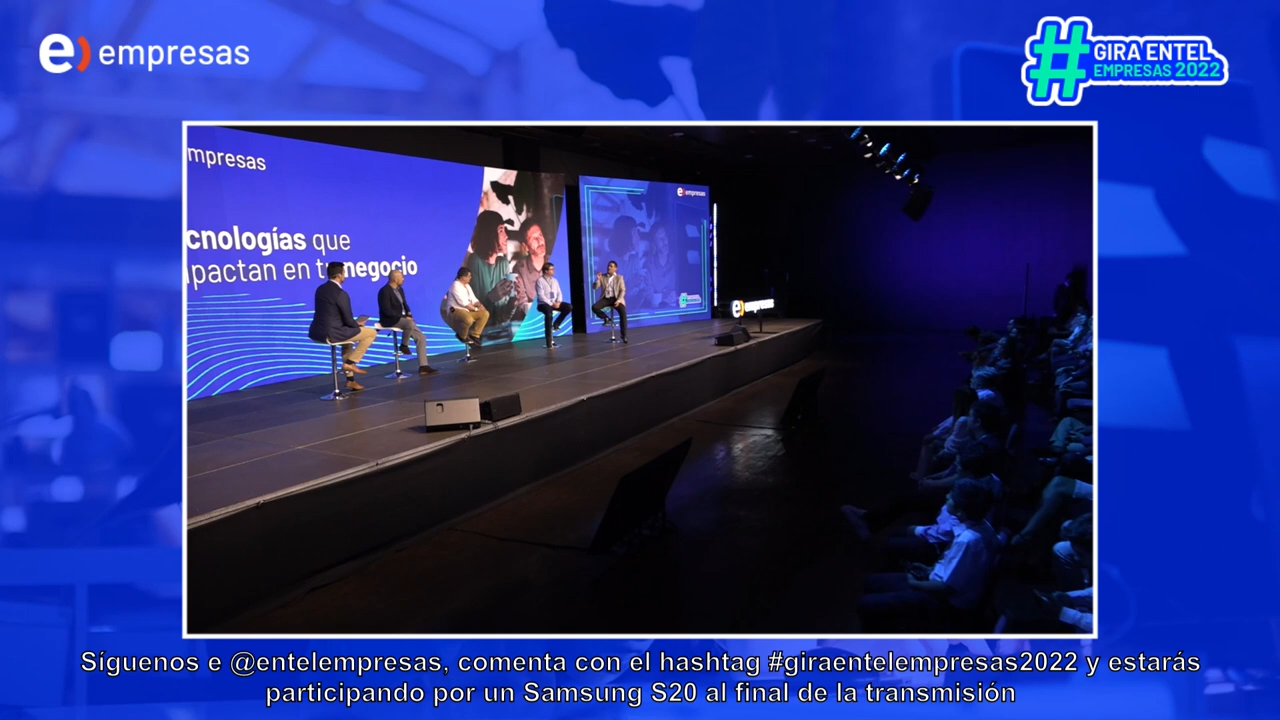 e) empresas
# GIRA ENTEL
EMPRESAS 2022
mpresas
e) empresas
cnologías que
pactan en tu negocio
e) empresas
Síguenos e @entelempresas, comenta con el hashtag #giraentelempresas2022 y estarás
participando por un Samsung S20 al final de la transmisión